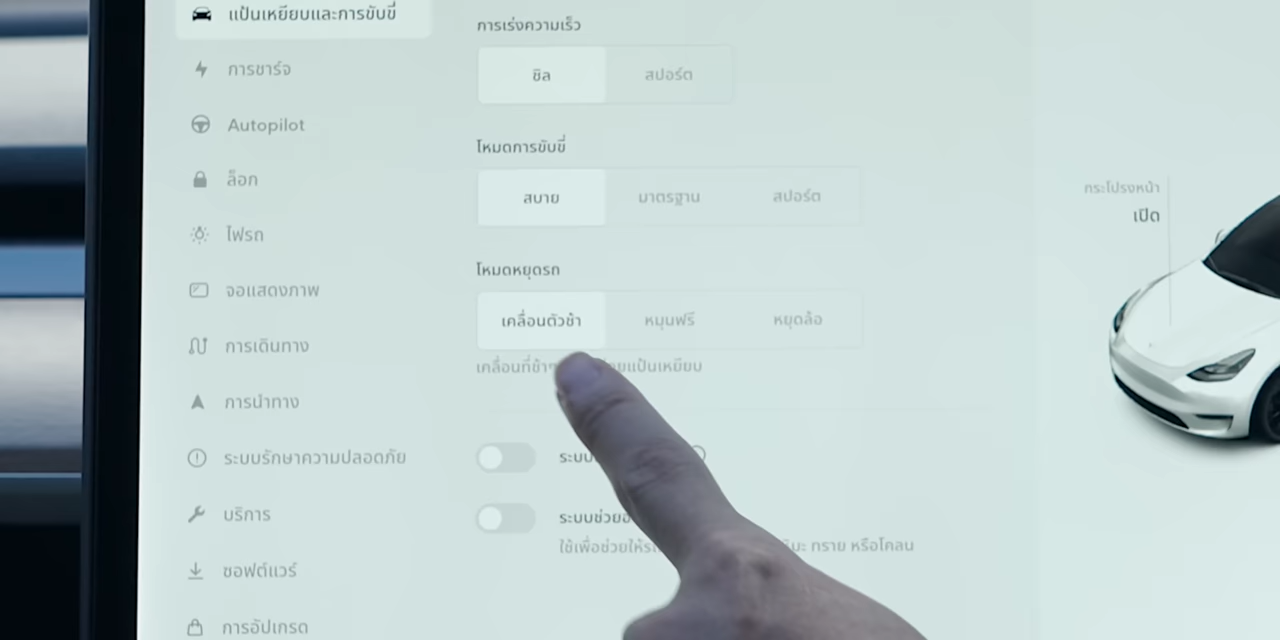 แป้นเหยียบและการขับขี่
การชาร์จ
Autopilot
ล็อก
ไฟรถ
จอแสดงภาพ
การเดินทาง
การนำทาง
ระบบรักษาความปลอดภัย
บริการ
ซอฟต์แวร์
การอัปเกรด
การเร่งความเร็ว
ชิล สปอร์ต
โหมดการขับขี่
สบาย มาตรฐาน สปอร์ต
โหมดหยุดรถ
เคลื่อนตัวช้า หมุนฟรี หยุดล้อ
แป้นเหยียบ
ระบบช่วย
ทราย หรือโคลน
กระโปรงหน้า
เปิด